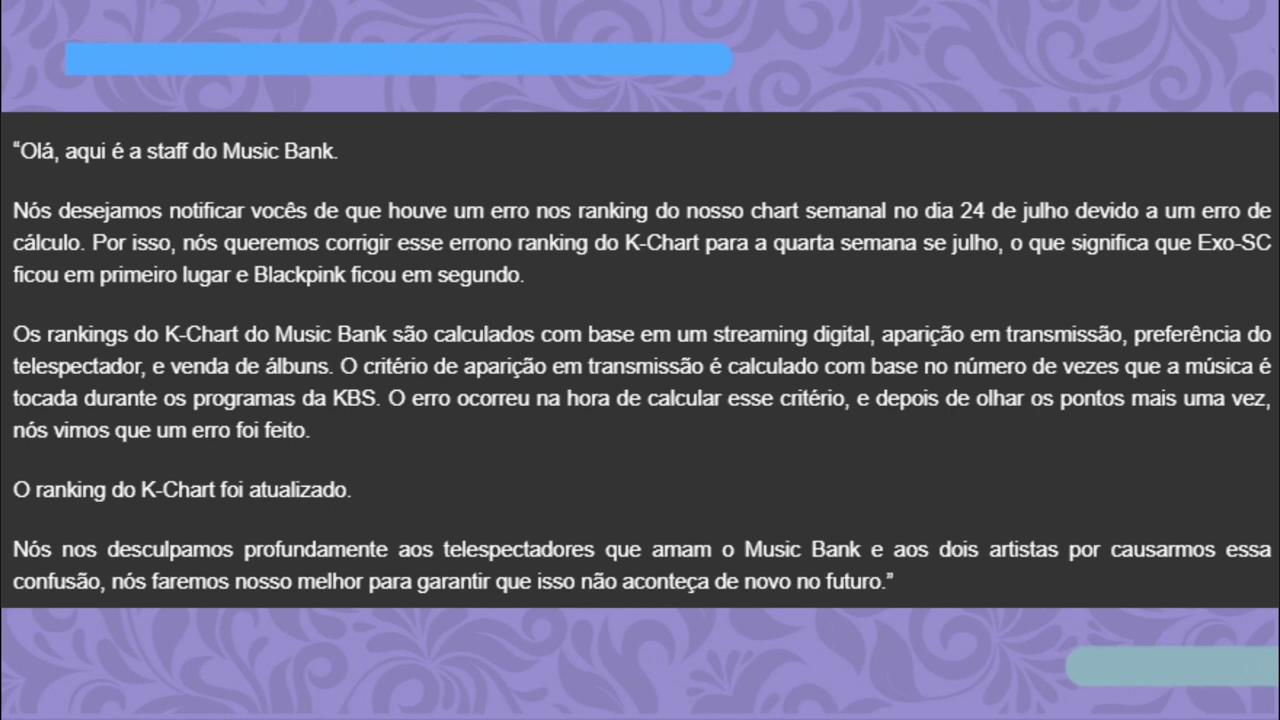 “Olá, aqui é a staff do Music Bank.
Nós desejamos notificar vocês de que houve um erro nos ranking do nosso chart semanal no dia 24 de julho devido a um erro de
cálculo. Por isso, nós queremos corrigir esse errono ranking do K-Chart para a quarta semana se julho, o que significa que Exo-SC
ficou em primeiro lugar e Blackpink ficou em segundo.
Os rankings do K-Chart do Music Bank são calculados com base em um streaming digital, aparição em transmissão, preferência do
telespectador, e venda de álbuns. O critério de aparição em transmissão é calculado com base no número de vezes que a música é
tocada durante os programas da KBS. O erro ocorreu na hora de calcular esse critério, e depois de olhar os pontos mais uma vez,
nós vimos que um erro foi feito.
O ranking do K-Chart foi atualizado.
Nós nos desculpamos profundamente aos telespectadores que amam o Music Bank e aos dois artistas por causarmos essa
confusão, nós faremos nosso melhor para garantir que isso não aconteça de novo no futuro.”